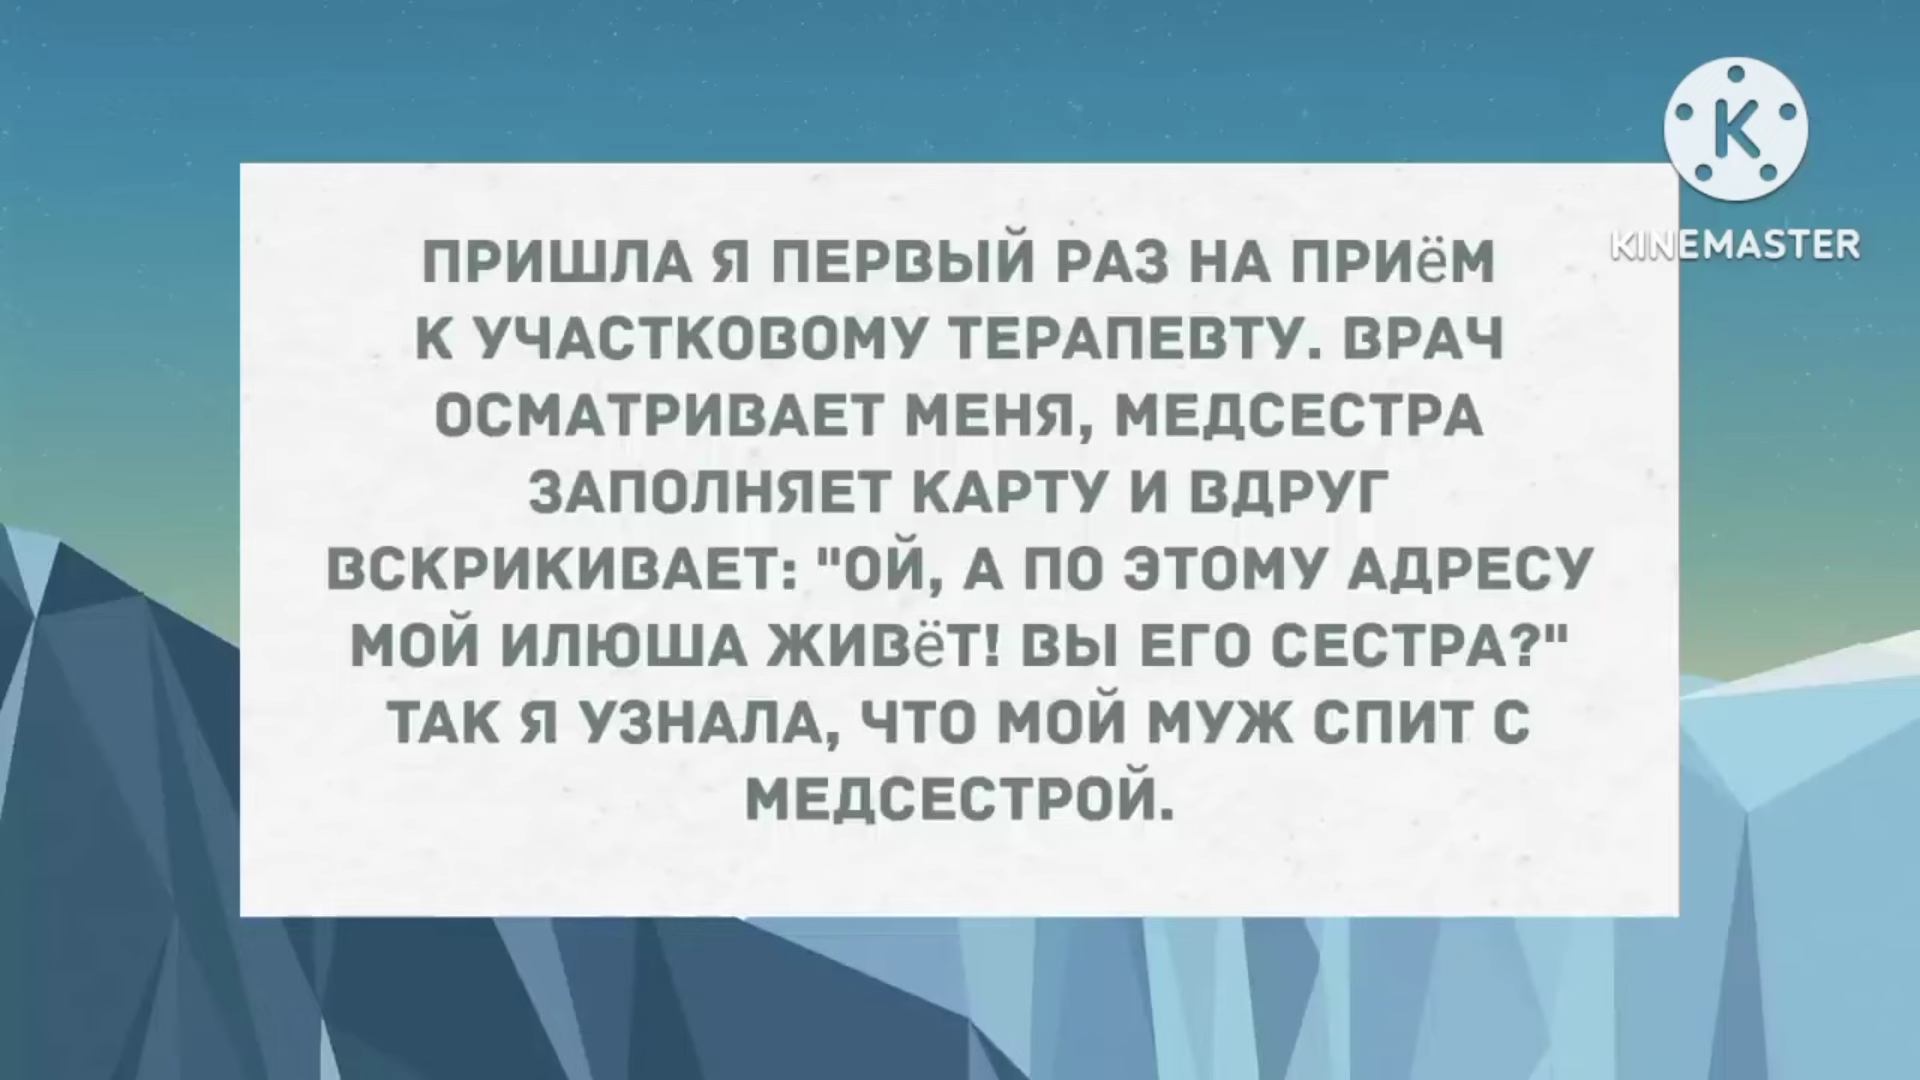 ПРИШЛА Я ПЕРВЫЙ РАЗ НА ПРИЁМ
К УЧАСТКОВОМУ ТЕРАПЕВТУ. ВРАЧ
ОСМАТРИВАЕТ МЕНЯ, МЕДСЕСТРА
ЗАПОЛНЯЕТ КАРТУ И ВДРУГ
ВСКРИКИВАЕТ: "ОЙ, А ПО ЭТОМУ АДРЕСУ
МОЙ ИЛЮША ЖИВЁТ! ВЫ ЕГО СЕСТРА?"
ТАК Я УЗНАЛА, ЧТО МОЙ МУЖ СПИТ С
МЕДСЕСТРОЙ.
K
KINEMASTER